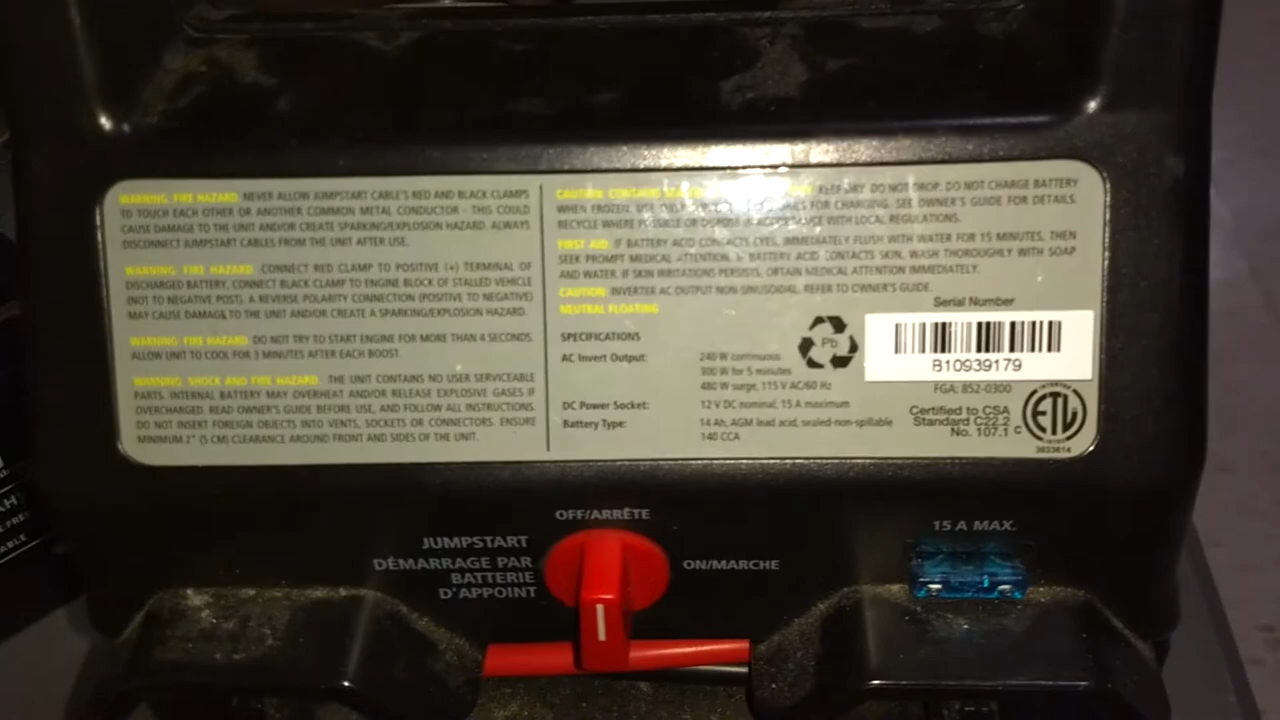 WARNING: FIRE HAZARD NEVER ALLOW JUMPSTART CABLE'S RED AND BLACK CLAMPS
TO TOUCH EACH OTHER OR ANOTHER COMMON METAL CONDUCTOR - THIS COULD
CAUSE DAMAGE TO THE UNIT AND/OR CREATE SPARKING/EXPLOSION HAZARD. ALWAYS
DISCONNECT JUMPSTART CABLES FROM THE UNIT AFTER USE.
WARNING: FIRE HAZARD CONNECT RED CLAMP TO POSITIVE (+) TERMINAL OF
DISCHARGED BATTERY, CONNECT BLACK CLAMP TO ENGINE BLOCK OF STALLED VEHICLE
(NOT TO NEGATIVE POST). A REVERSE POLARITY CONNECTION (POSITIVE TO NEGATIVE)
MAY CAUSE DAMAGE TO THE UNIT AND/OR CREATE A SPARKING/EXPLOSION HAZARD.
WARNING: FIRE HAZARD DO NOT TRY TO START ENGINE FOR MORE THAN 4 SECONDS.
ALLOW UNIT TO COOL FOR 3 MINUTES AFTER EACH BOOST.
WARNING: SHOCK AND FIRE HAZARD. THE UNIT CONTAINS NO USER SERVICEABLE
PARTS. INTERNAL BATTERY MAY OVERHEAT AND/OR RELEASE EXPLOSIVE GASES IF
OVERCHARGED. READ OWNER'S GUIDE BEFORE USE, AND FOLLOW ALL INSTRUCTIONS.
DO NOT INSERT FOREIGN OBJECTS INTO VENTS, SOCKETS OR CONNECTORS. ENSURE
MINIMUM 2" (5 CM) CLEARANCE AROUND FRONT AND SIDES OF THE UNIT.
CAUTION: CONTAINS KEEP DRY. DO NOT DROP. DO NOT CHARGE BATTERY
WHEN FROZEN. USE FOR CHARGING. SEE OWNER'S GUIDE FOR DETAILS.
RECYCLE WHERE POSSIBLE OR DISPOSE IN ACCORDANCE WITH LOCAL REGULATIONS.
FIRST AID: IF BATTERY ACID CONTACTS EYES, IMMEDIATELY FLUSH WITH WATER FOR 15 MINUTES, THEN
SEEK PROMPT MEDICAL ATTENTION. IF BATTERY ACID CONTACTS SKIN, WASH THOROUGHLY WITH SOAP
AND WATER. IF SKIN IRRITATIONS PERSISTS, OBTAIN MEDICAL ATTENTION IMMEDIATELY.
CAUTION: INVERTER AC OUTPUT NON-SINUSOIDAL. REFER TO OWNER'S GUIDE.
NEUTRAL FLOATING
SPECIFICATIONS
AC Invert Output: 240 W continuous
300 W for 5 minutes
480 W surge, 115 V AC/60 Hz
DC Power Socket: 12 V DC nominal, 15 A maximum
Battery Type: 14 Ah, AGM lead acid, sealed-non-spillable
140 CCA
Pb
Serial Number
B10939179
FGA: 852-0300
Certified to CSA
Standard C22.2
No. 107.1
C
INTERTEK
ETL
LISTED
3033614
OFF/ARRÊTE
JUMPSTART
DÉMARRAGE PAR
BATTERIE
D'APPOINT
ON/MARCHE
15 A MAX.